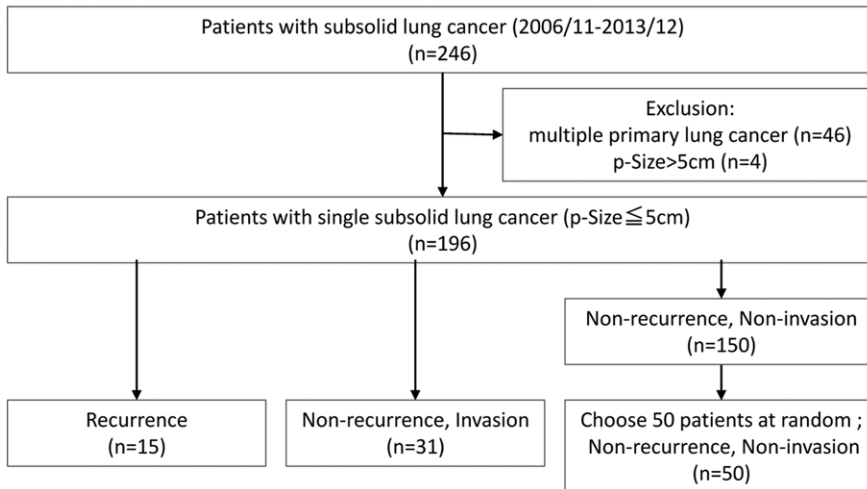 Patients with subsolid lung cancer (2006/11-2013/12)
(n=246)
Exclusion:
multiple primary lung cancer (n=46)
p-Size>5cm (n=4)
Patients with single subsolid lung cancer (p-Size≦5cm)
(n=196)
Non-recurrence, Non-invasion
(n=150)
Recurrence
(n=15)
Non-recurrence, Invasion
(n=31)
Choose 50 patients at random ;
Non-recurrence, Non-invasion
(n=50)